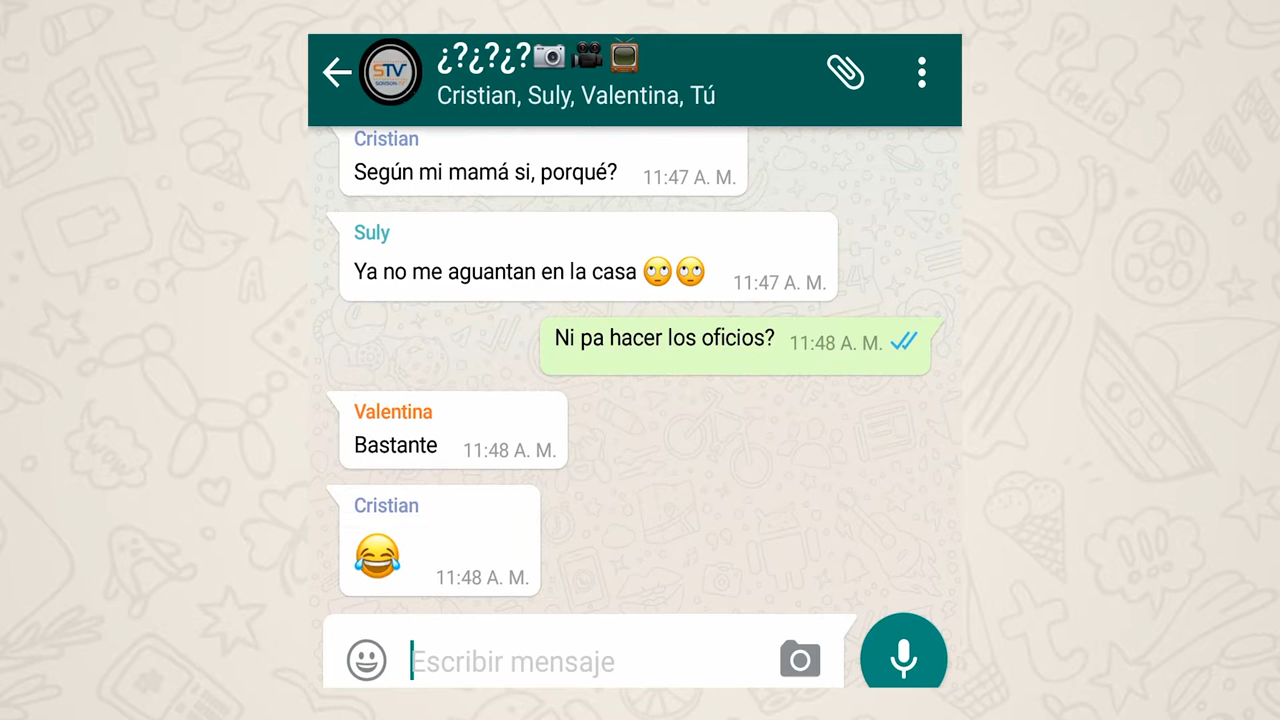 ¿?¿?¿?📷🎥📺
STV
Cristian, Suly, Valentina, Tú
Cristian
Según mi mamá si, porqué? 11:47 A. M.
Suly
Ya no me aguantan en la casa 🙄🙄 11:47 A. M.
Ni pa hacer los oficios? 11:48 A. M.
Valentina
Bastante 11:48 A. M.
Cristian
😂 11:48 A. M.
Escribir mensaje